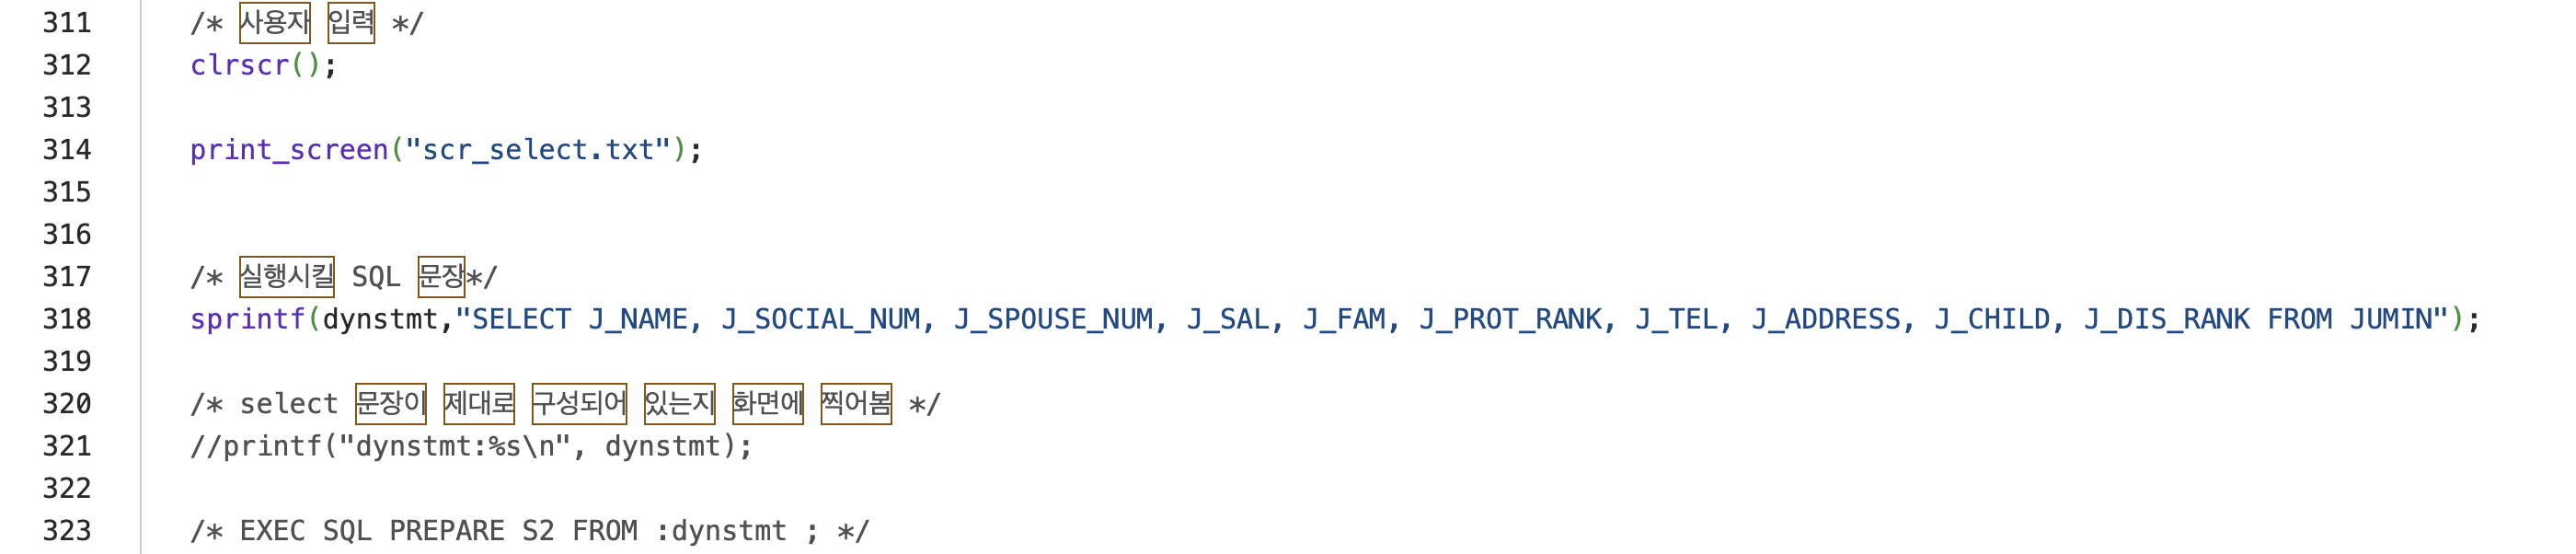 311 /* 사용자 입력 */
312 clrscr();
313
314 print_screen("scr_select.txt");
315
316
317 /* 실행시킬 SQL 문장*/
318 sprintf(dynstmt,"SELECT J_NAME, J_SOCIAL_NUM, J_SPOUSE_NUM, J_SAL, J_FAM, J_PROT_RANK, J_TEL, J_ADDRESS, J_CHILD, J_DIS_RANK FROM JUMIN");
319
320 /* select 문장이 제대로 구성되어 있는지 화면에 찍어봄 */
321 //printf("dynstmt:%s\n", dynstmt);
322
323 /* EXEC SQL PREPARE S2 FROM :dynstmt ; */